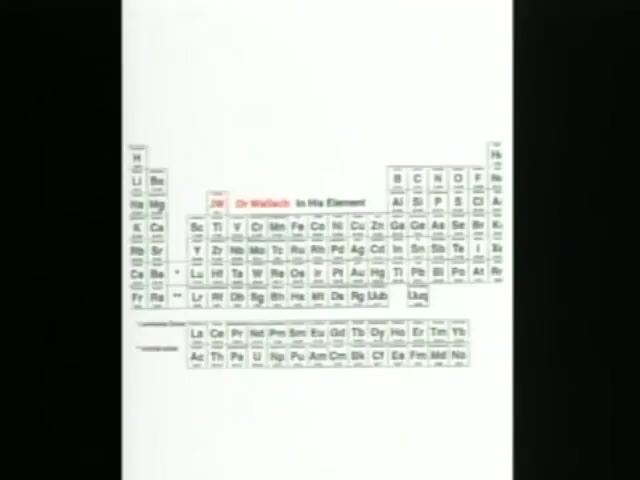 H He
Li Be B C N O F Ne
Na Mg JW Dr Wallach In His Element Al Si P S Cl Ar
K Ca Sc Ti V Cr Mn Fe Co Ni Cu Zn Ga Ge As Se Br Kr
Rb Sr Y Zr Nb Mo Tc Ru Rh Pd Ag Cd In Sn Sb Te I Xe
Cs Ba * Lu Hf Ta W Re Os Ir Pt Au Hg Tl Pb Bi Po At Rn
Fr Ra ** Lr Rf Db Sg Bh Hs Mt Ds Rg Uub Uuq
La Ce Pr Nd Pm Sm Eu Gd Tb Dy Ho Er Tm Yb
Ac Th Pa U Np Pu Am Cm Bk Cf Es Fm Md No